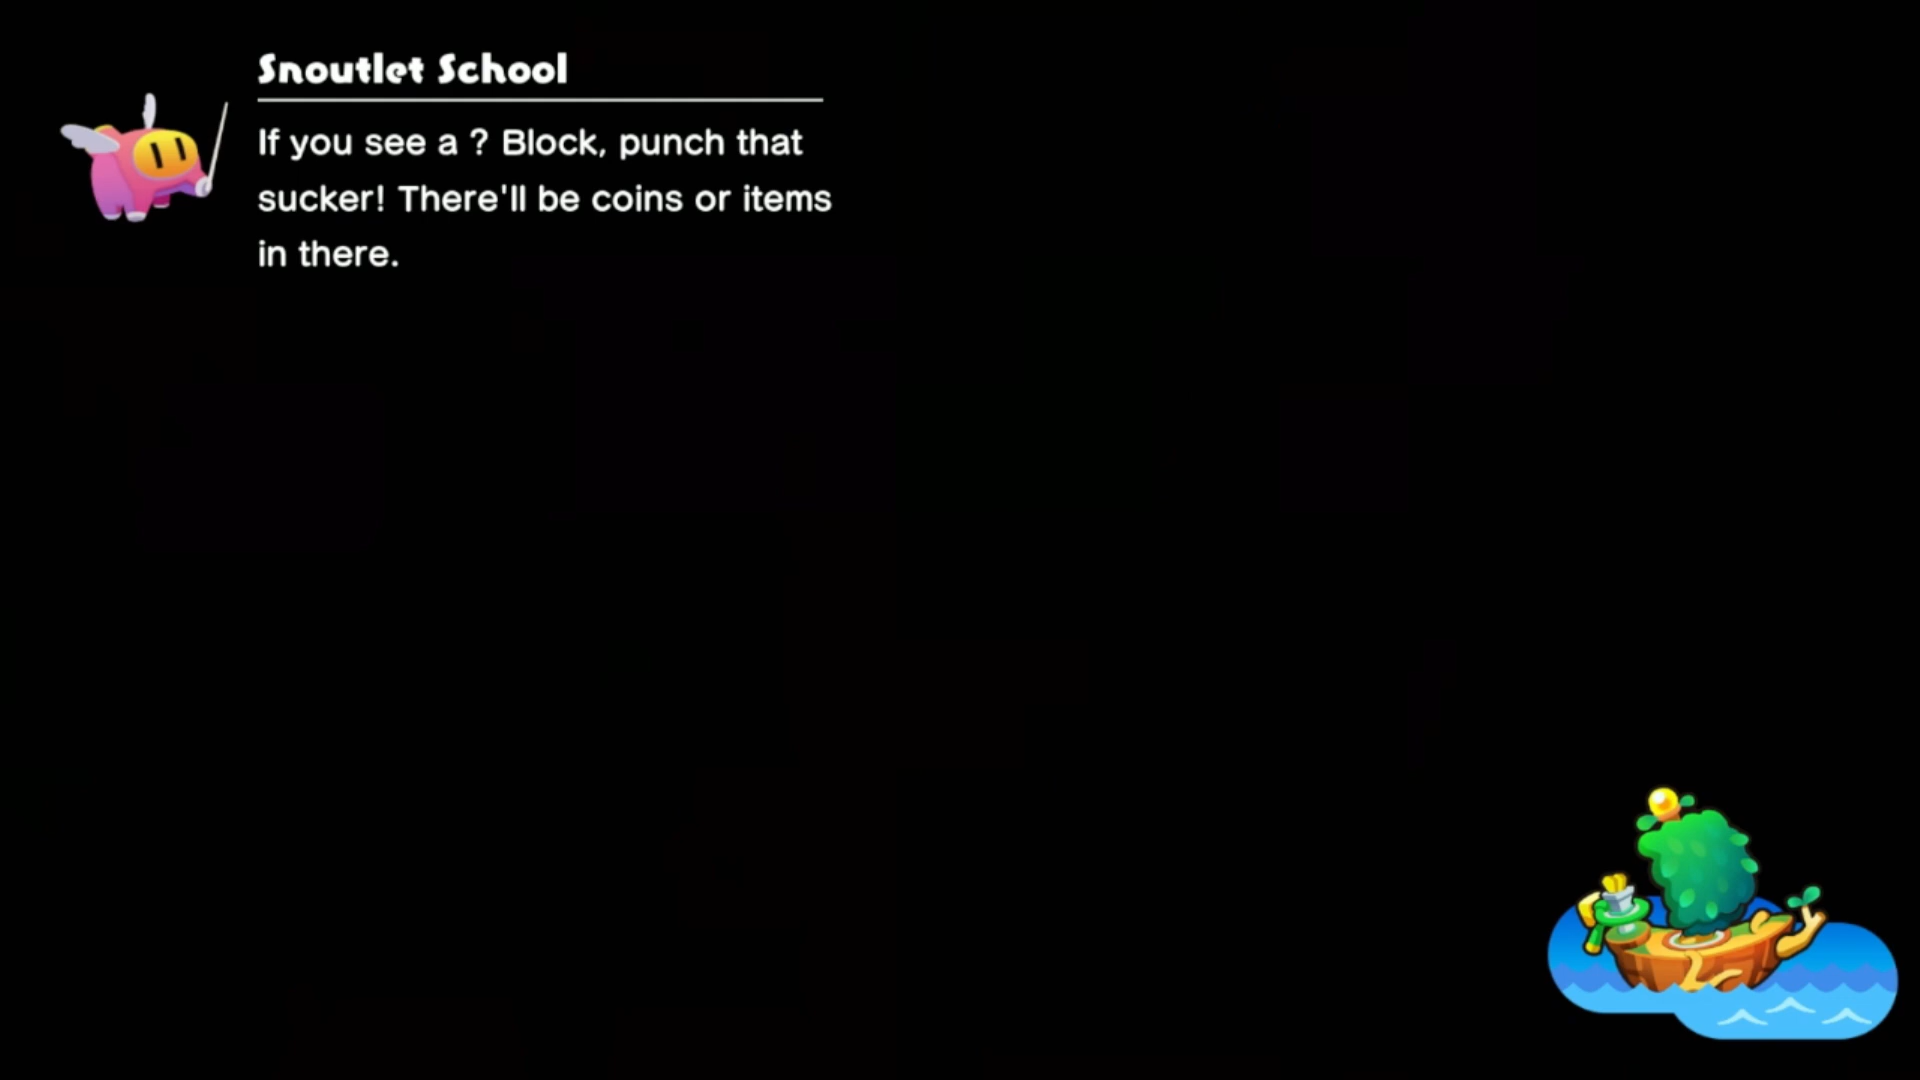 Snoutlet School
If you see a ? Block, punch that
sucker! There'll be coins or items
in there.